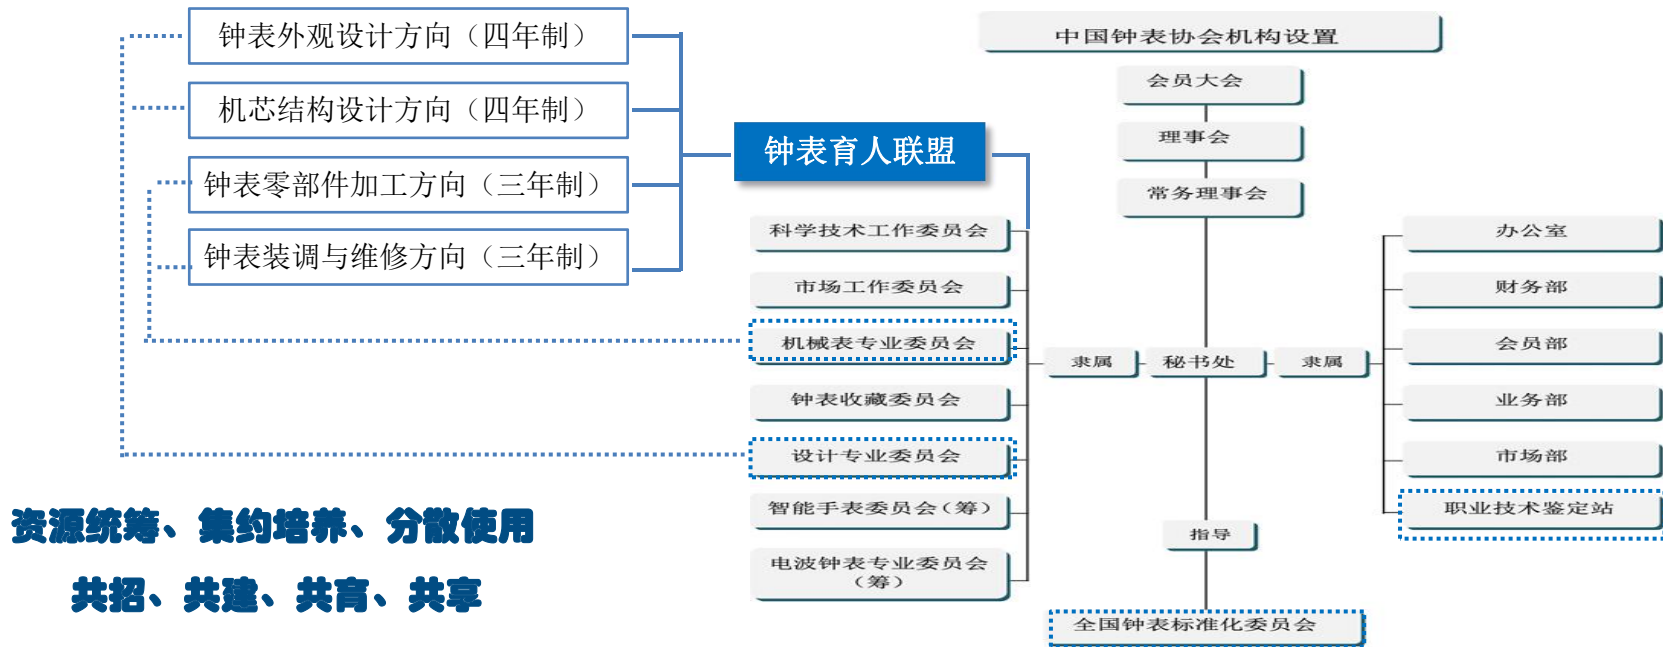 钟表外观设计方向（四年制）
机芯结构设计方向（四年制）
钟表零部件加工方向（三年制）
钟表装调与维修方向（三年制）
钟表育人联盟
中国钟表协会机构设置
会员大会
理事会
常务理事会
科学技术工作委员会
市场工作委员会
机械表专业委员会
钟表收藏委员会
设计专业委员会
智能手表委员会（筹）
电波钟表专业委员会
（筹）
隶属
秘书处
隶属
办公室
财务部
会员部
业务部
市场部
职业技术鉴定站
指导
全国钟表标准化委员会
资源统筹、集约培养、分散使用
共招、共建、共育、共享